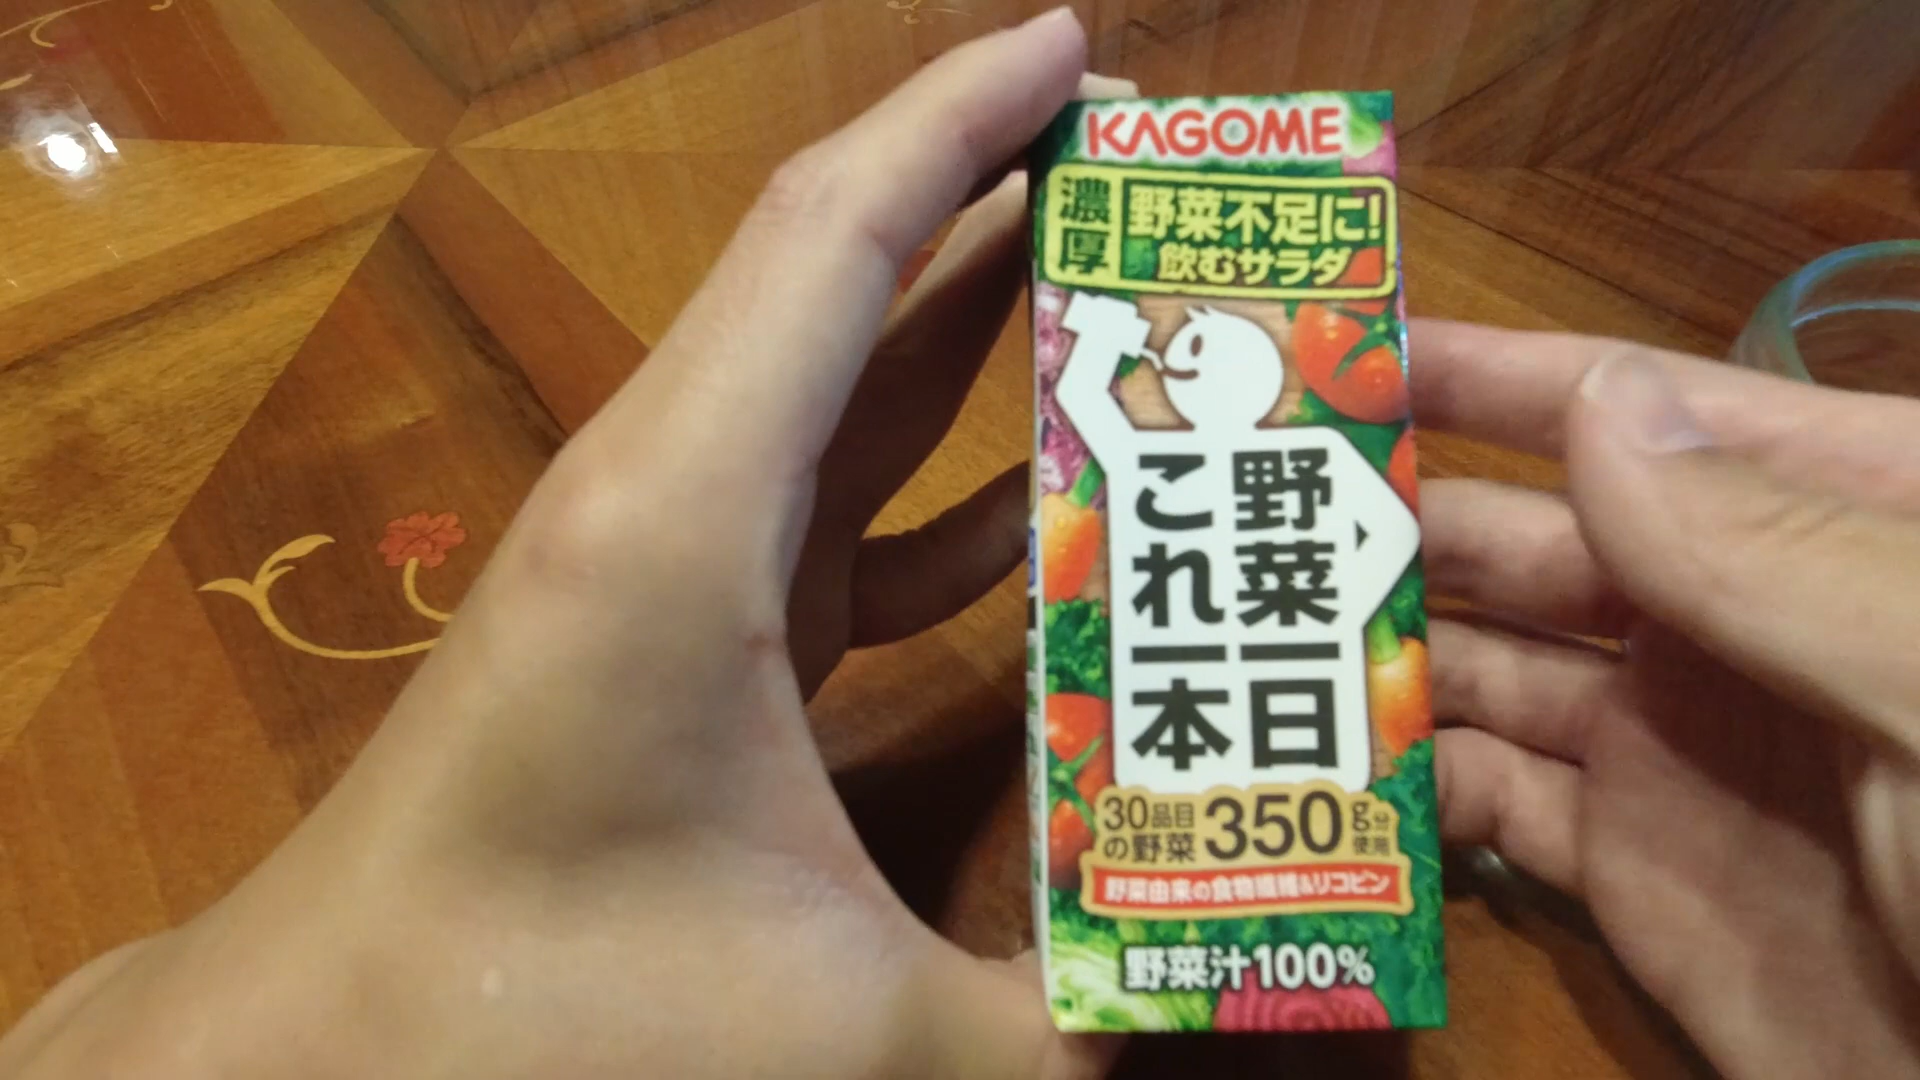 KAGOME
濃厚
野菜不足に!
飲むサラダ
野菜一日
これ一本
30品目
の野菜
350g分
使用
野菜由来の食物繊維&リコピン
野菜汁100%